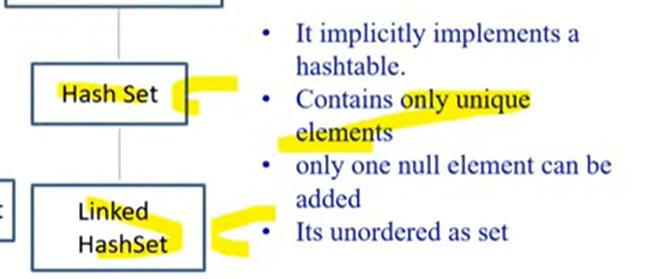 Hash Set
Linked
HashSet
• It implicitly implements a
hashtable.
• Contains only unique
elements
• only one null element can be
added
• Its unordered as set